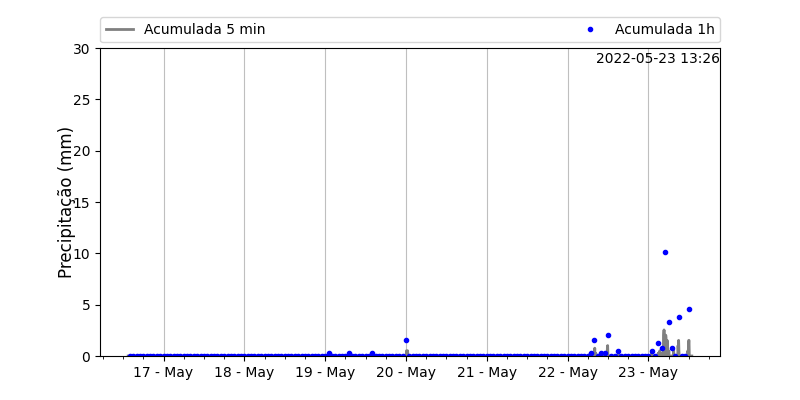 Acumulada 5 min
Acumulada 1h
2022-05-23 13:26
Precipitação (mm)
30
25
20
15
10
5
0
17 - May
18 - May
19 - May
20 - May
21 - May
22 - May
23 - May